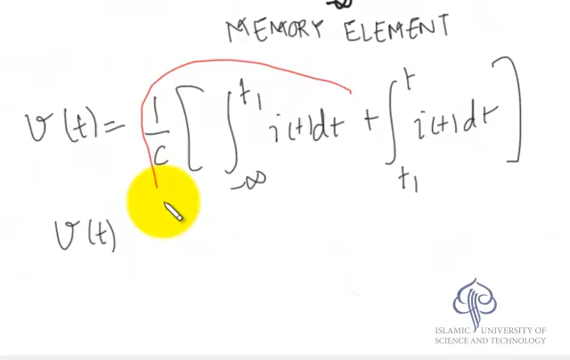 -∞
MEMORY ELEMENT
v(t) = 1/c [ ∫_{-∞}^{t1} i(t)dt + ∫_{t1}^{t} i(t)dt ]
v(t)
ISLAMIC UNIVERSITY OF
SCIENCE AND TECHNOLOGY